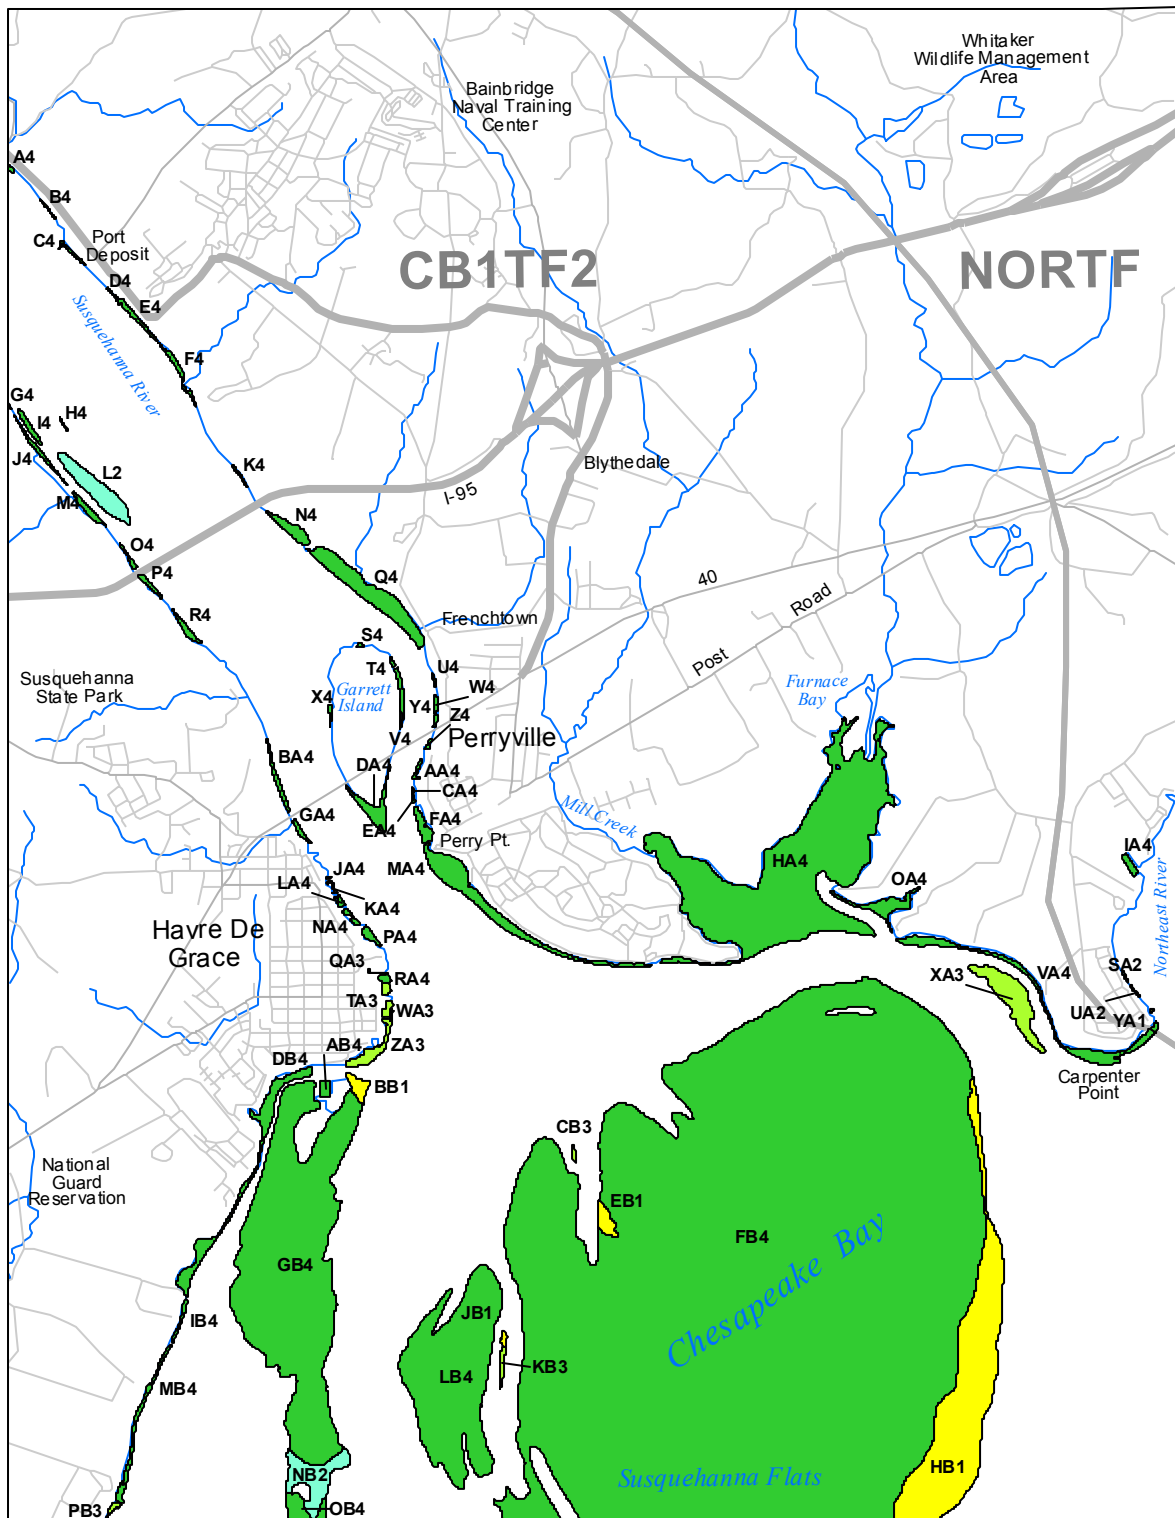 Whitaker
Wildlife Management
Area
Bainbridge
Naval Training
Center
A4
B4
C4
Port
Deposit
D4
E4
F4
CB1TF2
NORTF
Susquehanna River
G4
H4
I4
J4
L2
K4
M4
I-95
Blythedale
N4
O4
P4
Q4
40
Post Road
R4
Frenchtown
S4
T4
U4
Susquehanna
State Park
Garrett
Island
X4
Y4
W4
Z4
V4
Furnace
Bay
BA4
DA4
Perryville
AA4
CA4
GA4
EA4
FA4
Perry Pt.
Mill Creek
MA4
HA4
IA4
JA4
LA4
KA4
OA4
NA4
PA4
Havre De
Grace
Northeast River
QA3
RA4
XA3
VA4
SA2
TA3
WA3
UA2
YA1
AB4
ZA3
DB4
BB1
Carpenter
Point
CB3
National
Guard
Reservation
EB1
FB4
GB4
Chesapeake Bay
IB4
JB1
KB3
LB4
MB4
HB1
NB2
Susquehanna Flats
OB4
PB3